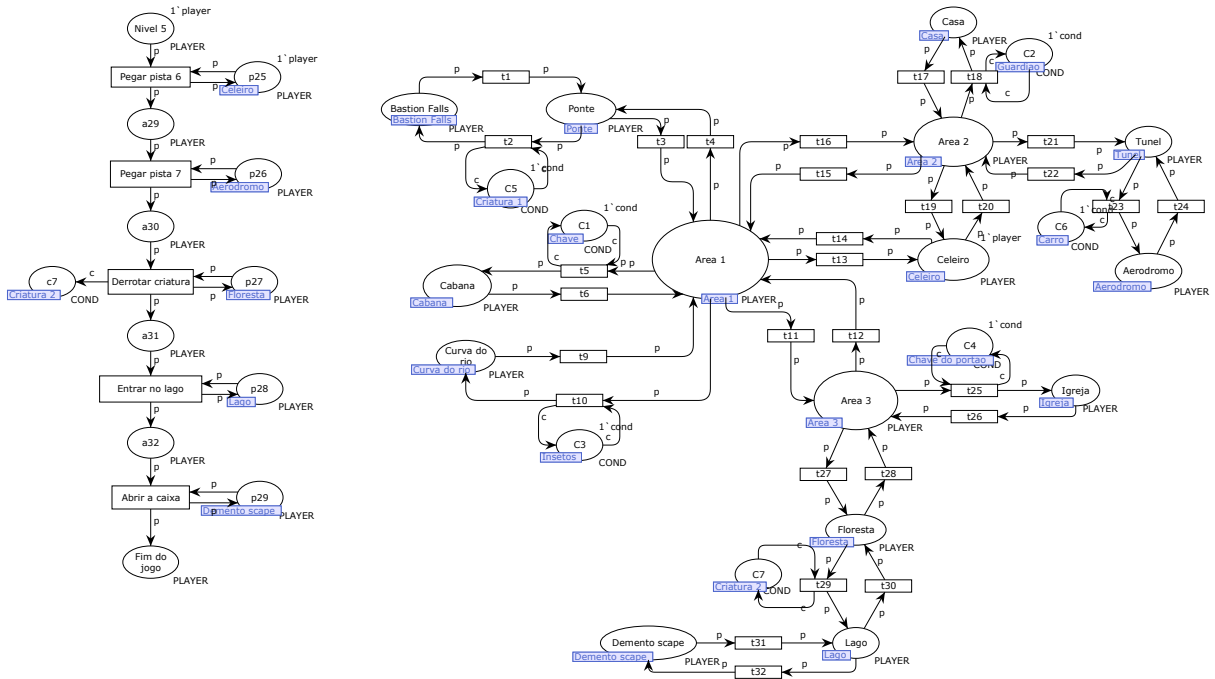 1`player
Nivel 5
PLAYER
p
Pegar pista 6
p
p
p25
1`player
Celeiro
PLAYER
p
a29
PLAYER
p
Pegar pista 7
p
p
p26
Aerodromo
PLAYER
p
a30
PLAYER
p
Derrotar criatura
c
c7
Criatura 2
COND
p
p
p27
Floresta
PLAYER
p
a31
PLAYER
p
Entrar no lago
p
p
p28
Lago
PLAYER
p
a32
PLAYER
p
Abrir a caixa
p
p
p29
Demento scape
PLAYER
p
Fim do
jogo
PLAYER
p
t1
p
Bastion Falls
Bastion Falls
PLAYER
Ponte
Ponte
PLAYER
p
t2
p
c
c
1`cond
C5
Criatura 1
COND
p
t3
p
t4
p
p
C1
1`cond
Chave
COND
c
c
Cabana
Cabana
PLAYER
p
t5
p
p
p
t6
p
Area 1
Area 1
PLAYER
Curva do
rio
Curva do rio
PLAYER
p
t9
p
p
t10
p
c
c
1`cond
C3
Insetos
COND
Casa
Casa
PLAYER
p
t17
p
p
t18
p
c
c
C2
1`cond
Guardiao
COND
p
t16
p
p
t15
p
Area 2
Area 2
PLAYER
p
t21
p
p
t22
p
Tunel
Tunel
PLAYER
p
t19
p
p
t20
p
p
t14
p
p
t13
p
Celeiro
1`player
Celeiro
PLAYER
C6
1`cond
Carro
COND
c
c
p
t23
p
p
t24
p
Aerodromo
Aerodromo
PLAYER
p
t11
p
p
t12
p
Area 3
Area 3
PLAYER
C4
1`cond
Chave do portao
COND
c
c
p
t25
p
p
t26
p
Igreja
Igreja
PLAYER
p
t27
p
p
t28
p
Floresta
Floresta
PLAYER
C7
Criatura 2
COND
c
c
p
t29
p
p
t30
p
Demento scape
Demento scape
PLAYER
p
t31
p
p
t32
p
Lago
Lago
PLAYER